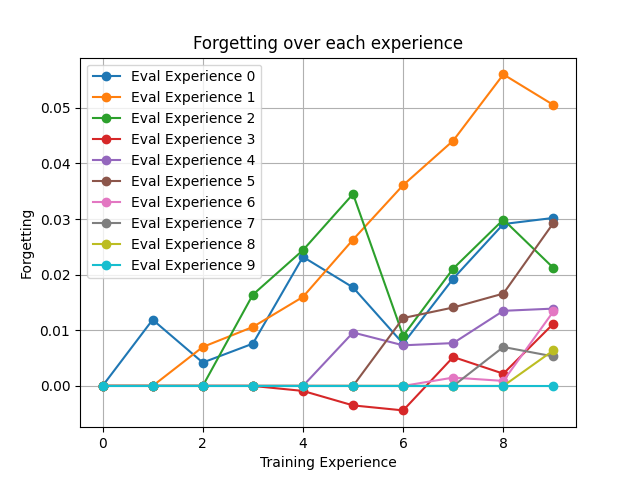 Forgetting over each experience
Eval Experience 0
Eval Experience 1
Eval Experience 2
Eval Experience 3
Eval Experience 4
Eval Experience 5
Eval Experience 6
Eval Experience 7
Eval Experience 8
Eval Experience 9
Forgetting
0.05
0.04
0.03
0.02
0.01
0.00
0 2 4 6 8
Training Experience